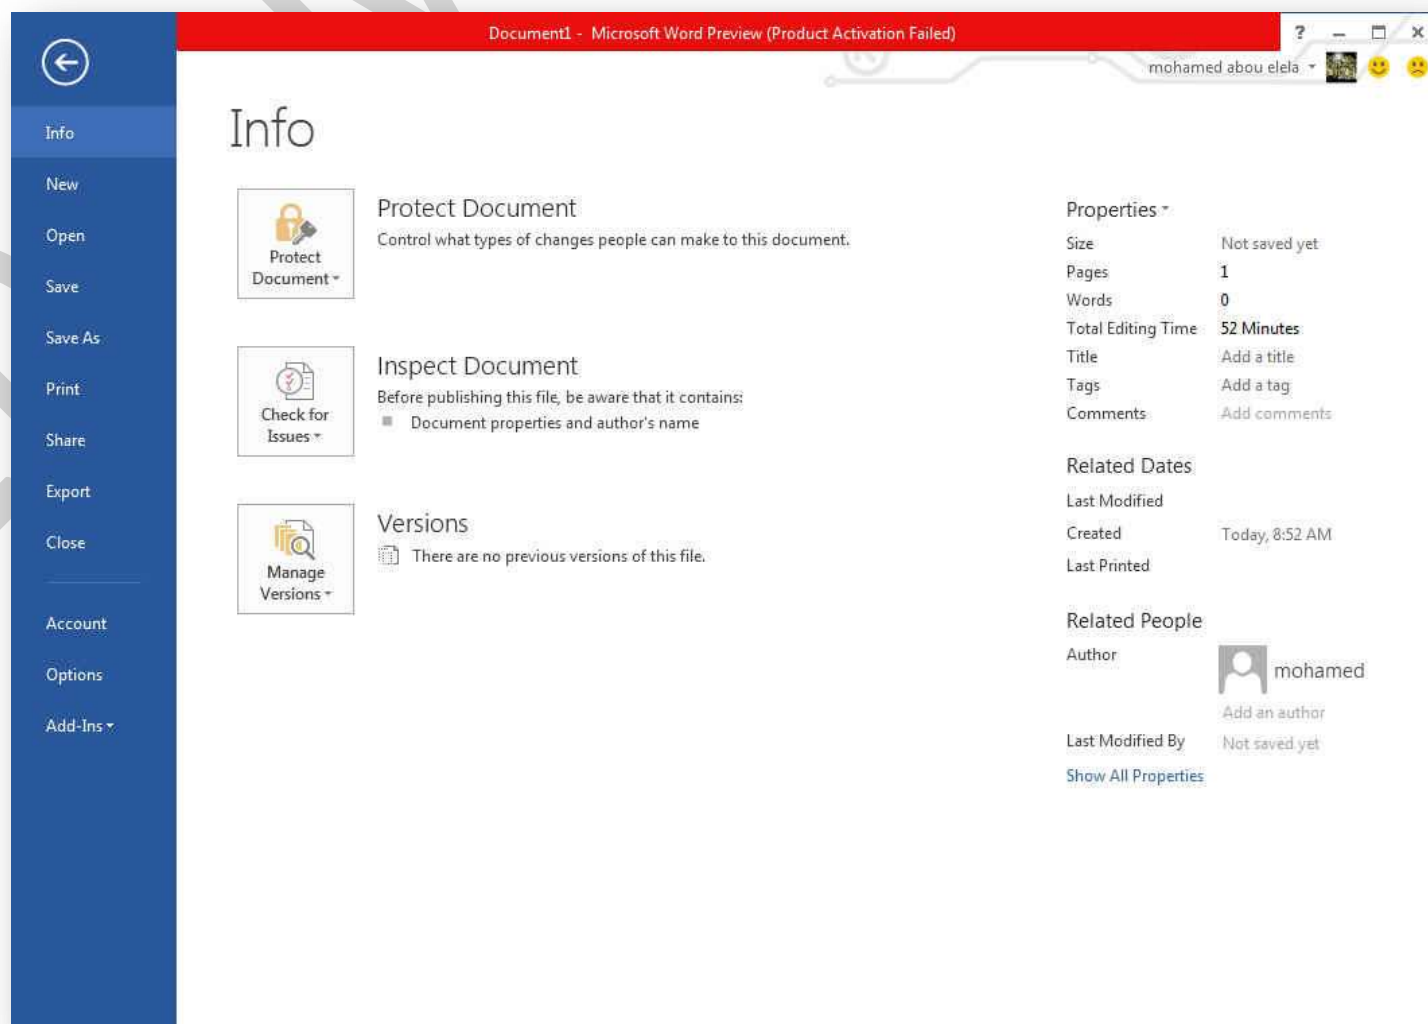 Document1 - Microsoft Word Preview (Product Activation Failed)
?
mohamed abou elela
Info
New
Open
Save
Save As
Print
Share
Export
Close
Account
Options
Add-Ins
Info
Protect Document
Protect Document
Control what types of changes people can make to this document.
Check for Issues
Inspect Document
Before publishing this file, be aware that it contains:
Document properties and author's name
Manage Versions
Versions
There are no previous versions of this file.
Properties
Size Not saved yet
Pages 1
Words 0
Total Editing Time 52 Minutes
Title Add a title
Tags Add a tag
Comments Add comments
Related Dates
Last Modified
Created Today, 8:52 AM
Last Printed
Related People
Author mohamed
Add an author
Last Modified By Not saved yet
Show All Properties